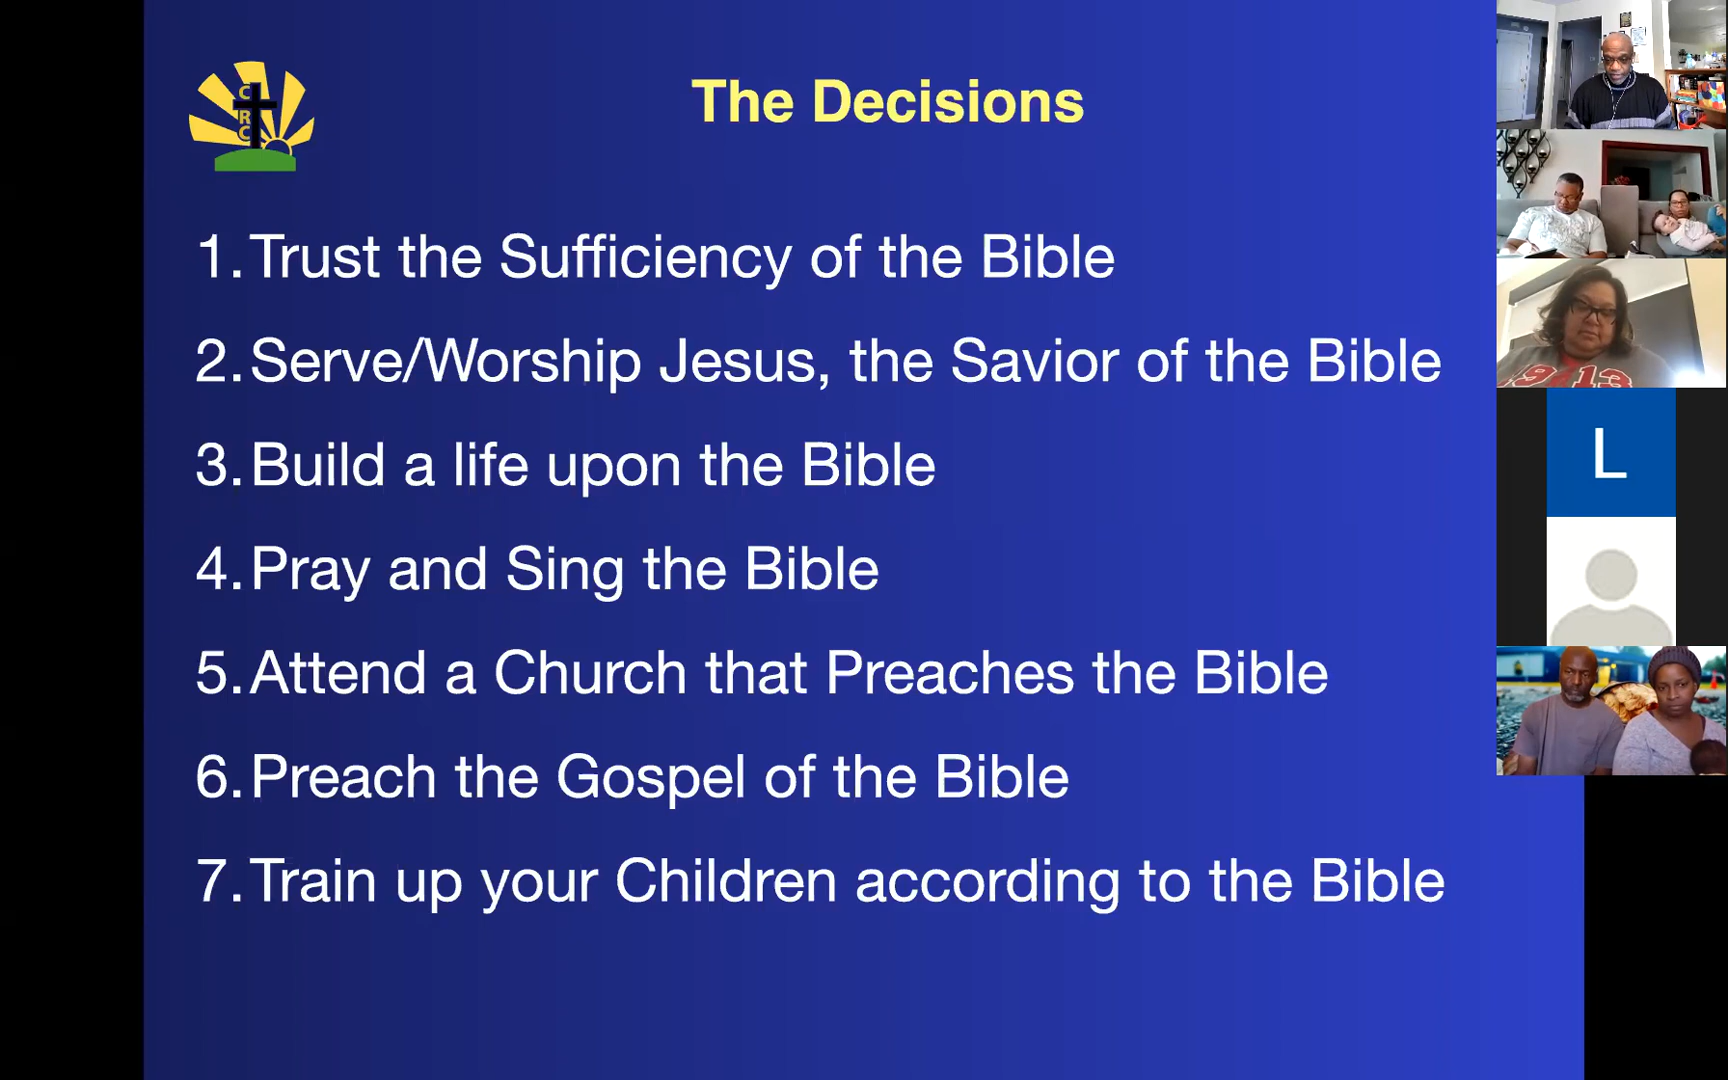 CRC
The Decisions
1. Trust the Sufficiency of the Bible
2. Serve/Worship Jesus, the Savior of the Bible
3. Build a life upon the Bible
4. Pray and Sing the Bible
5. Attend a Church that Preaches the Bible
6. Preach the Gospel of the Bible
7. Train up your Children according to the Bible
1913
L